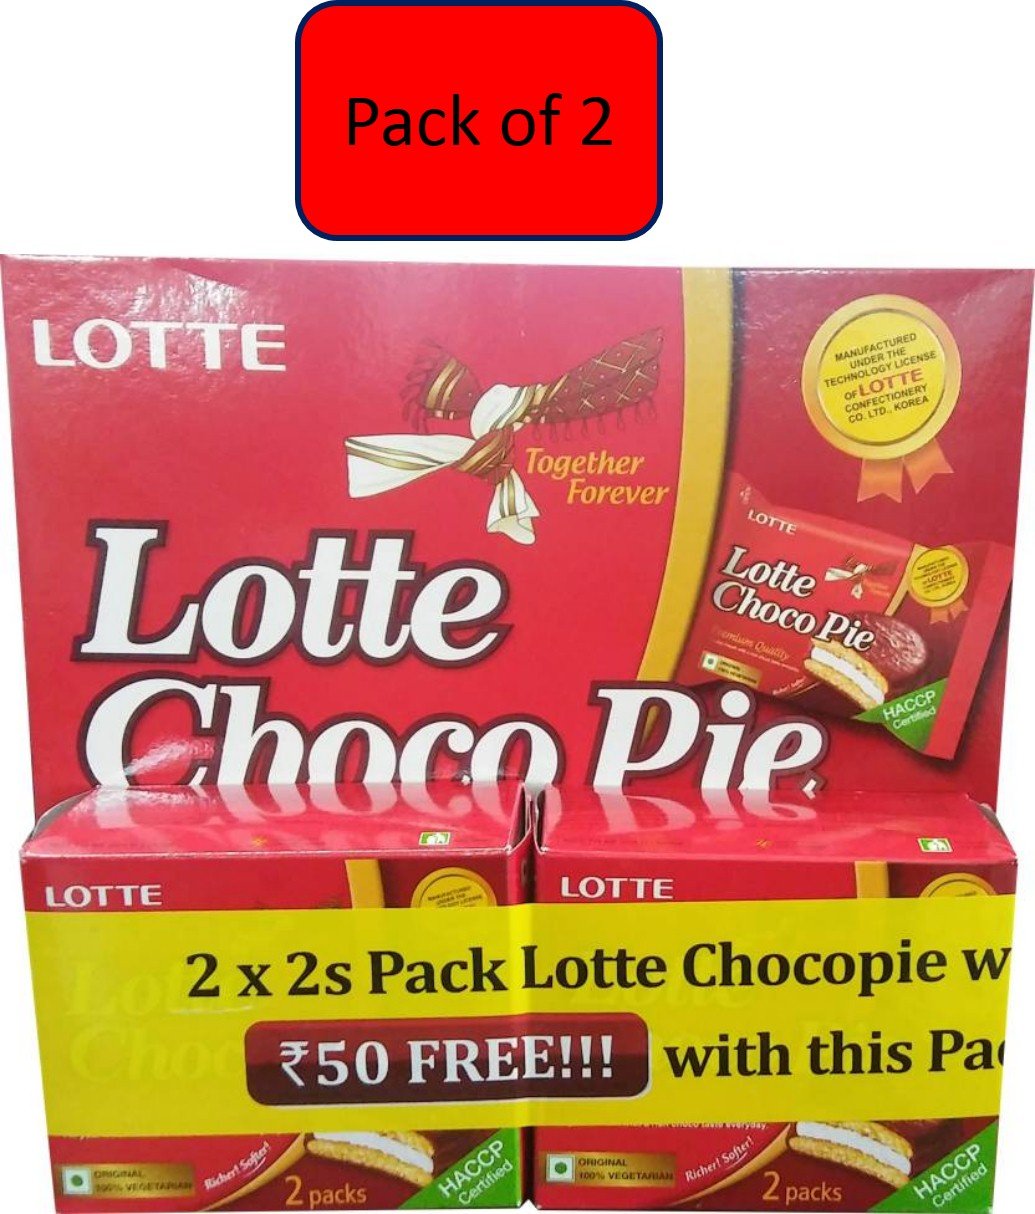 Pack of 2
LOTTE
MANUFACTURED
UNDER THE
TECHNOLOGY LICENSE
OF LOTTE
CONFECTIONERY
CO. LTD., KOREA
Together
Forever
LOTTE
Lotte
Choco Pie
Premium Quality
ORIGINAL
HACCP
Certified
Lotte
Choco Pie
LOTTE
LOTTE
2 x 2s Pack Lotte Chocopie w
₹50 FREE!!! with this Pa
ORIGINAL
100% VEGETARIAN
Richer! Softer!
2 packs
HACCP
Certified
ORIGINAL
100% VEGETARIAN
Richer! Softer!
2 packs
HACCP
Certified